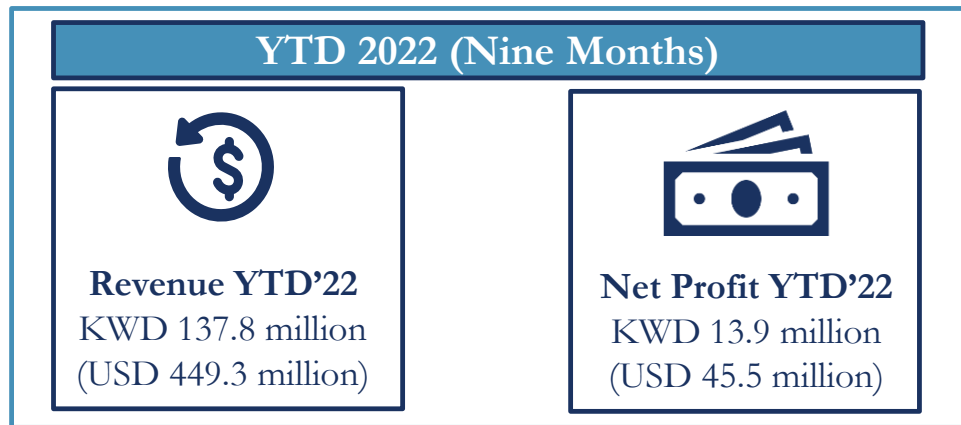 YTD 2022 (Nine Months)
$
Revenue YTD’22
KWD 137.8 million
(USD 449.3 million)
Net Profit YTD’22
KWD 13.9 million
(USD 45.5 million)